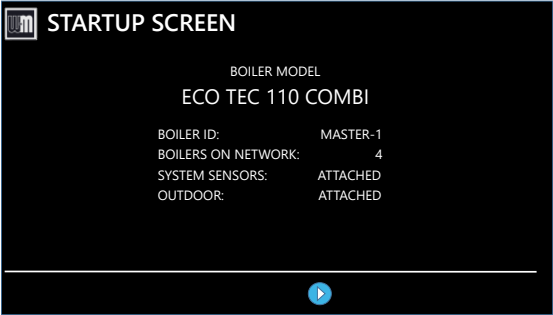 WM STARTUP SCREEN
BOILER MODEL
ECO TEC 110 COMBI
BOILER ID: MASTER-1
BOILERS ON NETWORK: 4
SYSTEM SENSORS: ATTACHED
OUTDOOR: ATTACHED